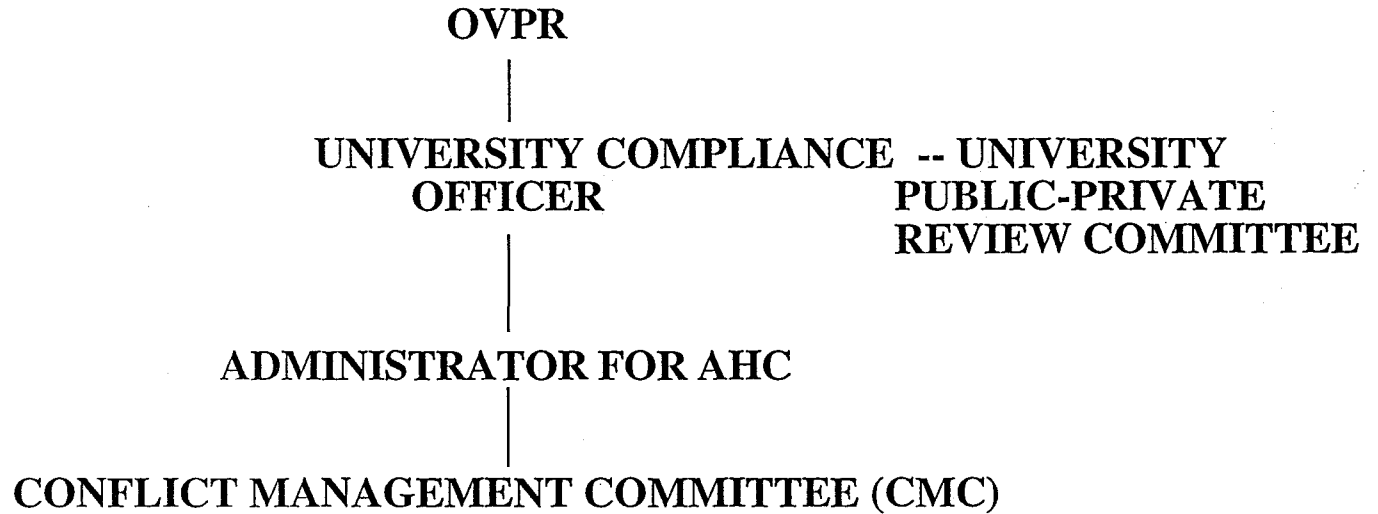 OVPR
UNIVERSITY COMPLIANCE -- UNIVERSITY
OFFICER PUBLIC-PRIVATE
REVIEW COMMITTEE
ADMINISTRATOR FOR AHC
CONFLICT MANAGEMENT COMMITTEE (CMC)